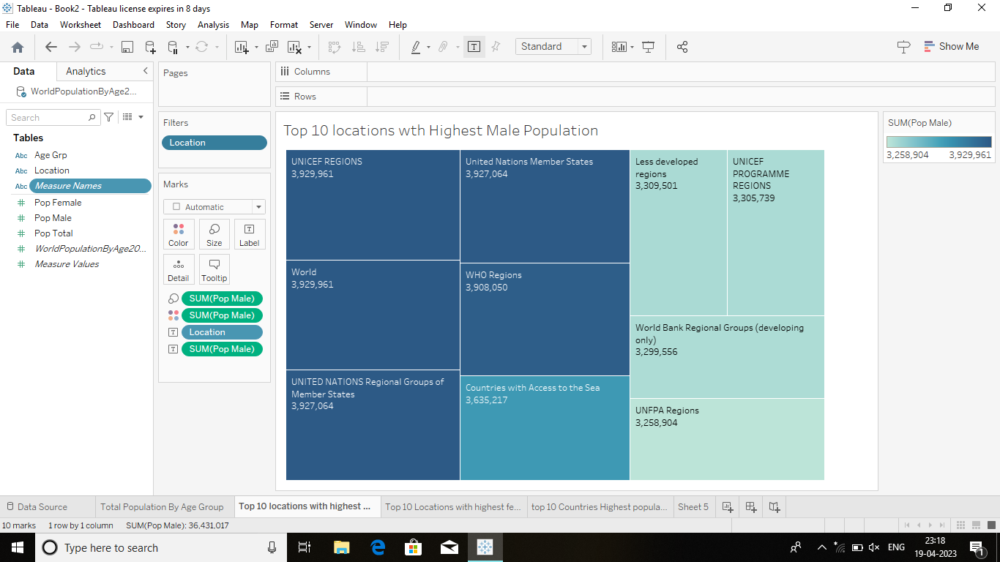 Tableau - Book2 - Tableau license expires in 8 days
File Data Worksheet Dashboard Story Analysis Map Format Server Window Help
Standard
Show Me
Data
Analytics
WorldPopulationByAge2...
Search
Tables
Abc Age Grp
Abc Location
Abc Measure Names
Pop Female
Pop Male
Pop Total
WorldPopulationByAge20...
Measure Values
Pages
Filters
Location
Marks
Automatic
Color Size Label
Detail Tooltip
SUM(Pop Male)
SUM(Pop Male)
Location
SUM(Pop Male)
Columns
Rows
Top 10 locations wth Highest Male Population
UNICEF REGIONS
3,929,961
World
3,929,961
UNITED NATIONS Regional Groups of
Member States
3,927,064
United Nations Member States
3,927,064
WHO Regions
3,908,050
Countries with Access to the Sea
3,635,217
Less developed
regions
3,309,501
UNICEF
PROGRAMME
REGIONS
3,305,739
World Bank Regional Groups (developing
only)
3,299,556
UNFPA Regions
3,258,904
SUM(Pop Male)
3,258,904 3,929,961
Data Source
Total Population By Age Group
Top 10 locations with highest ...
Top 10 Locations with highest fe...
top 10 Countries Highest popula...
Sheet 5
10 marks 1 row by 1 column SUM(Pop Male): 36,431,017
Type here to search
ENG
23:18
19-04-2023
1